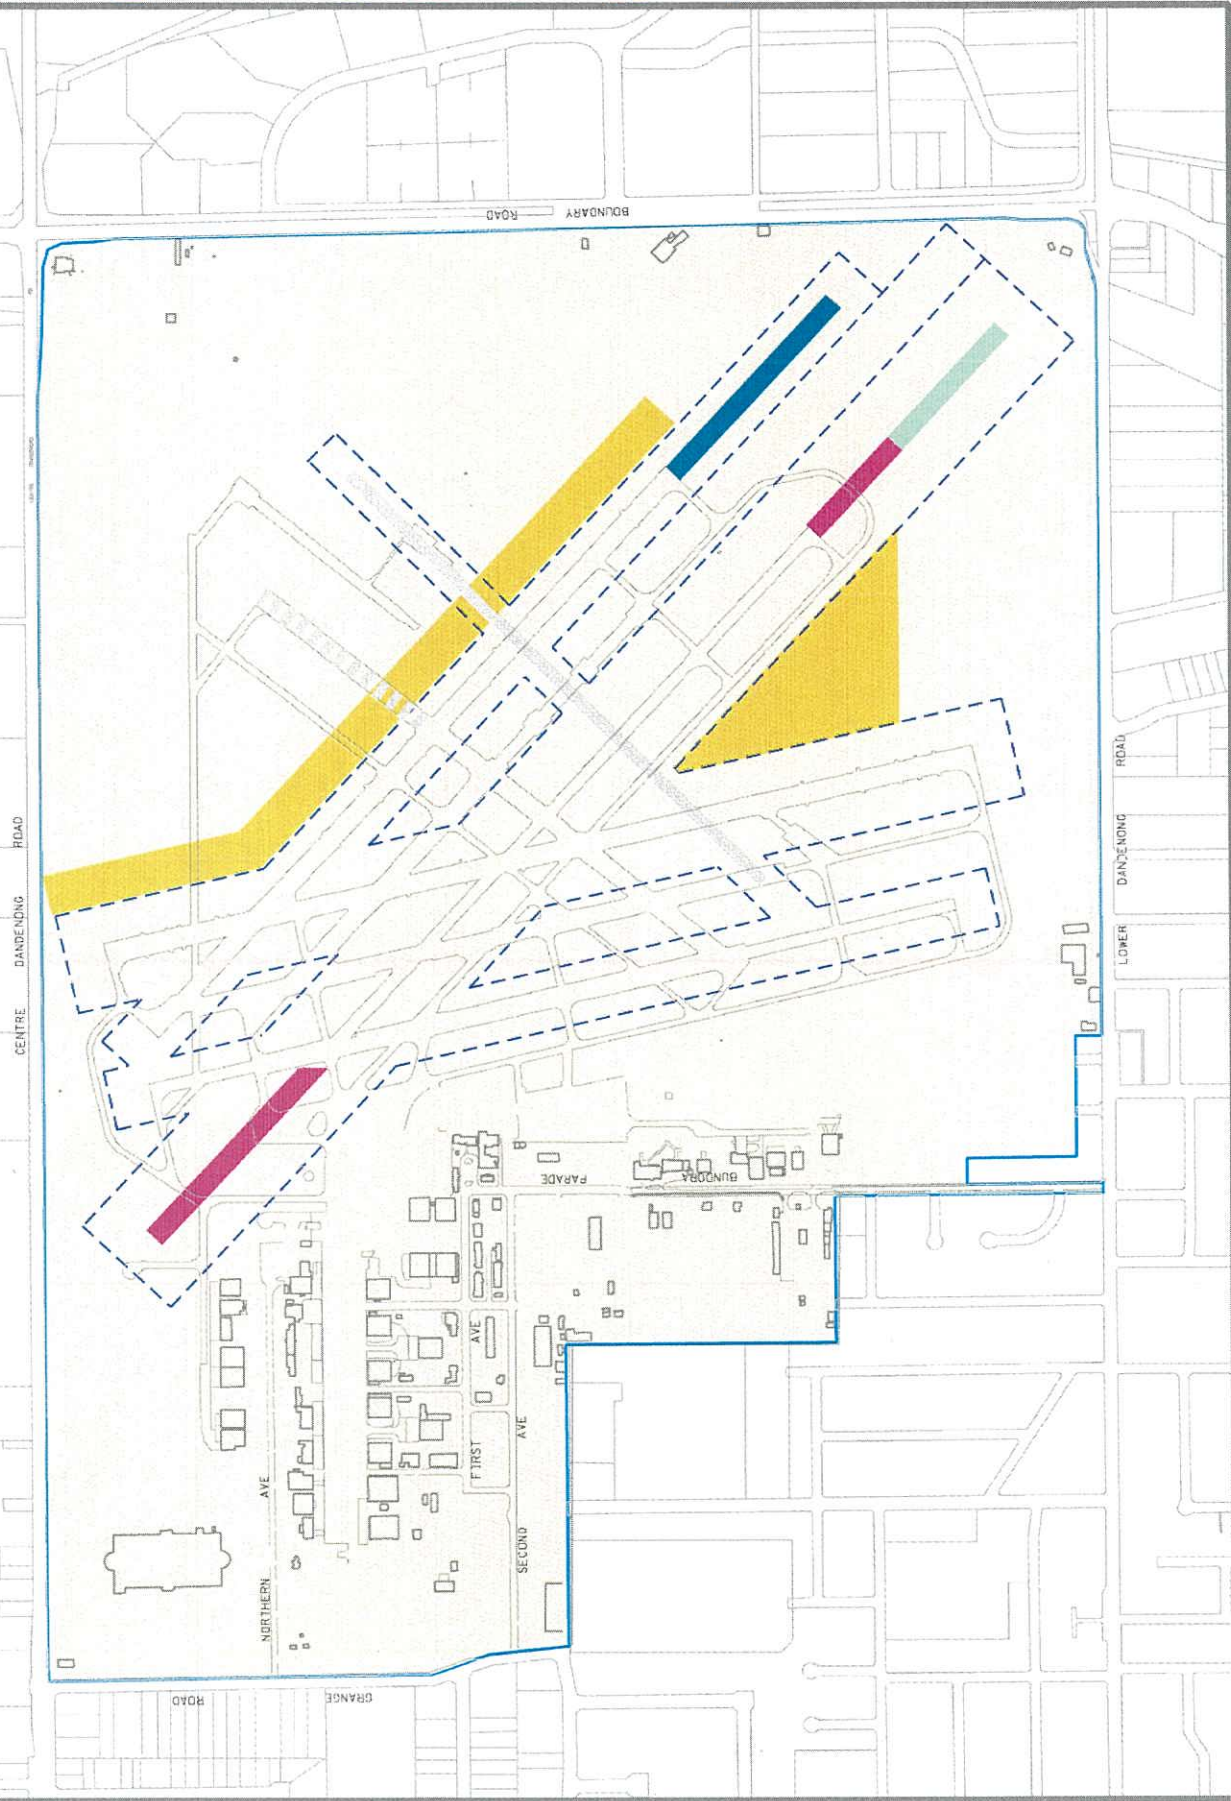 BOUNDARY ROAD
CENTRE DANDENONG ROAD
LOWER DANDENONG ROAD
BUNDORA PARADE
FIRST AVE
SECOND AVE
NORTHERN AVE
GRANGE ROAD